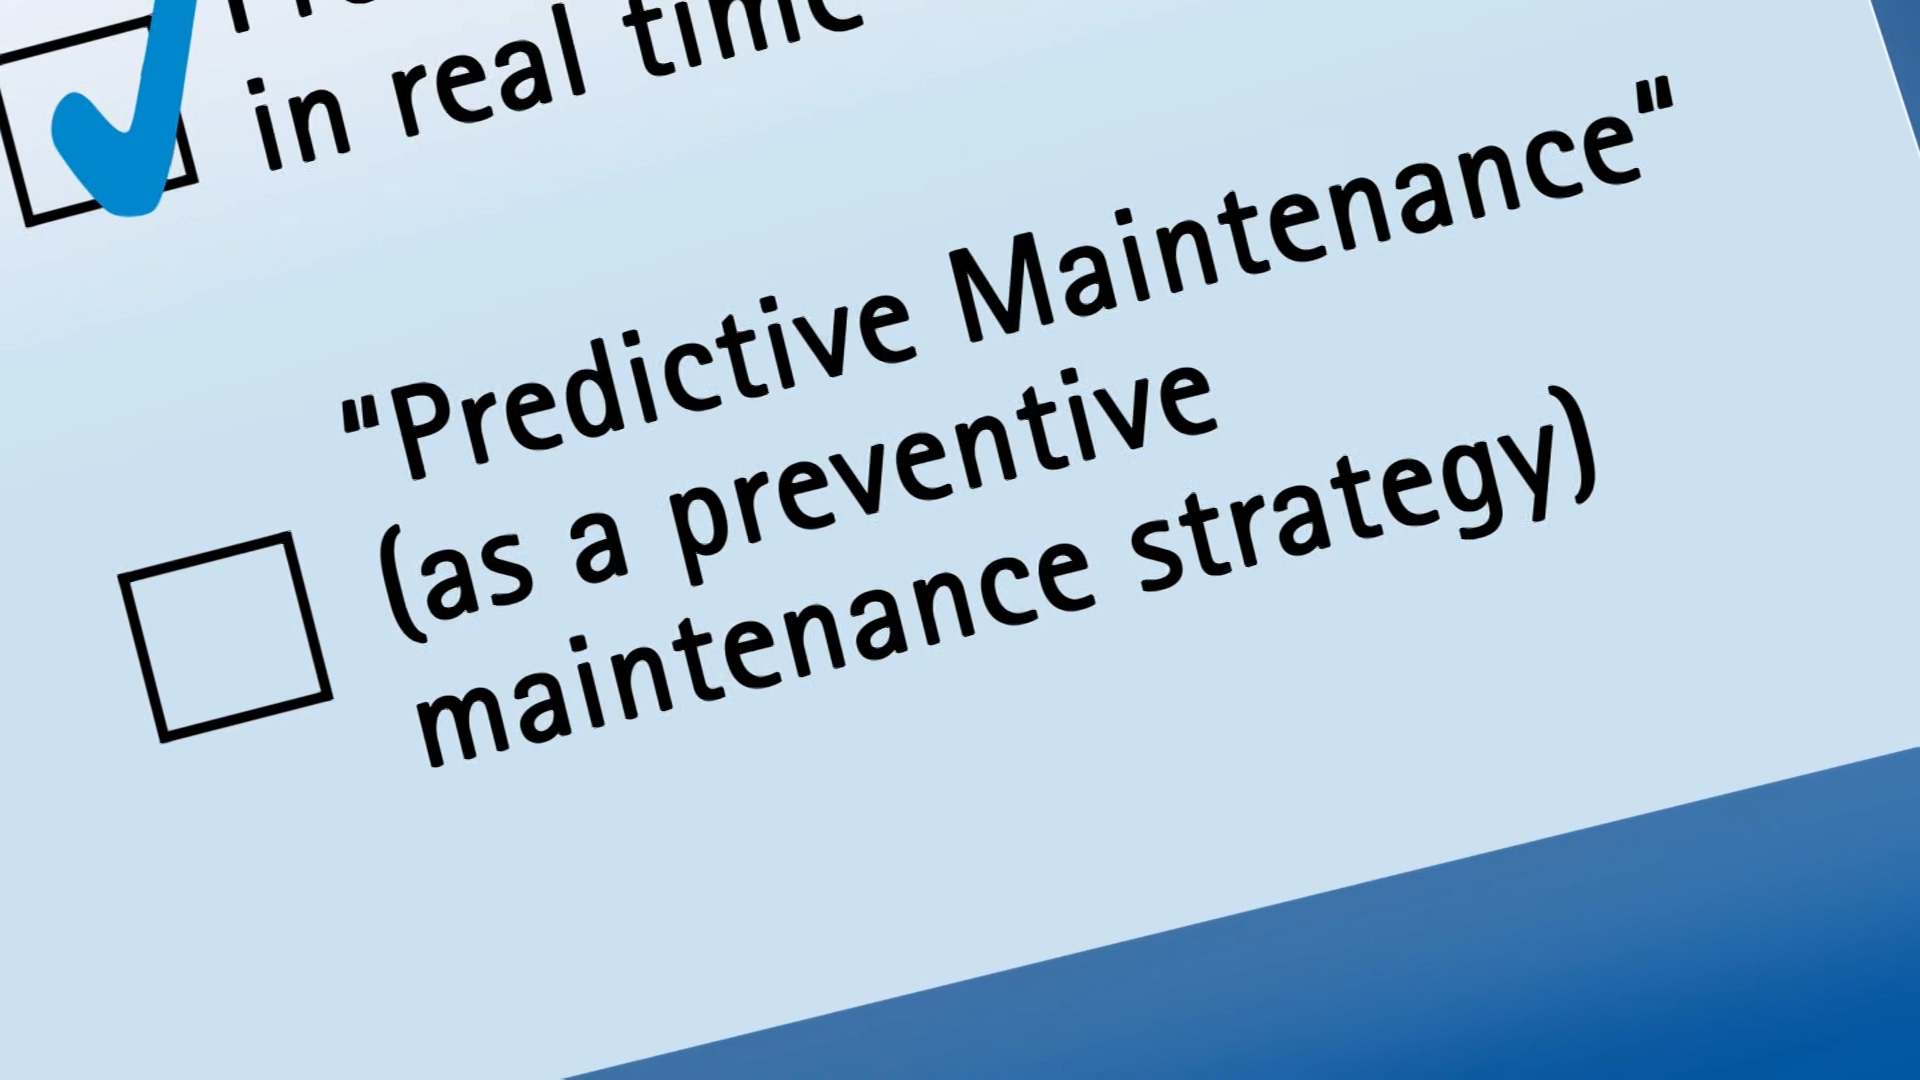 in real time
"Predictive Maintenance"
(as a preventive
maintenance strategy)